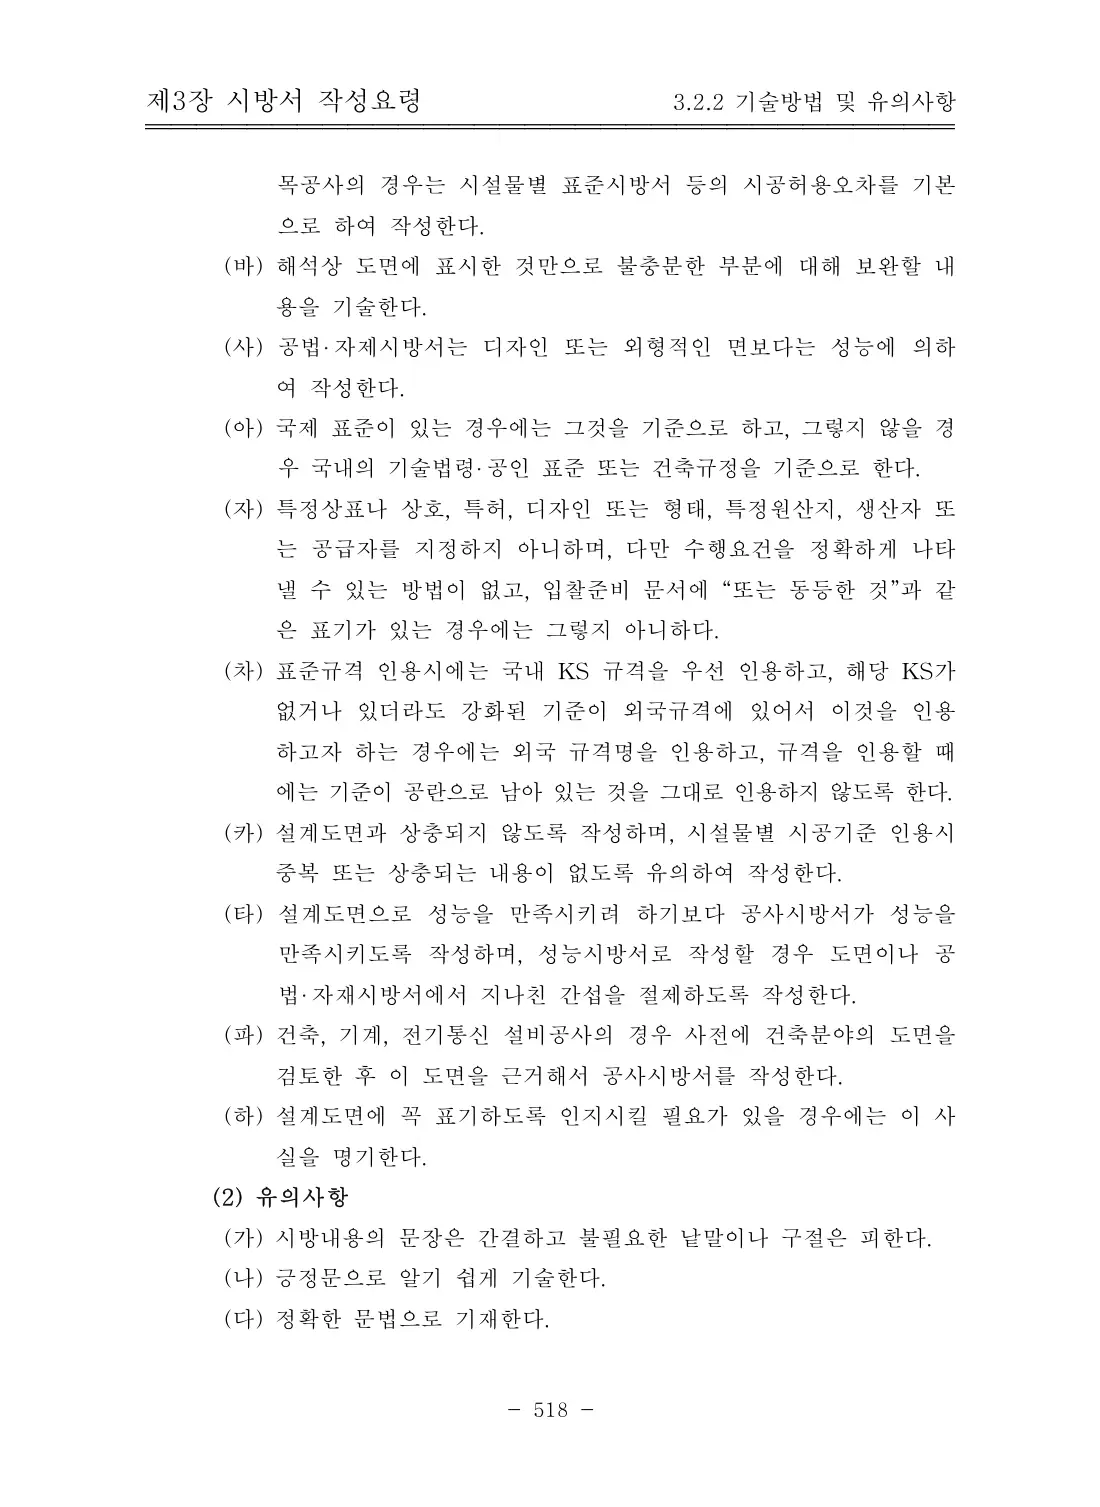 제3장 시방서 작성요령
3.2.2 기술방법 및 유의사항
목공사의 경우는 시설물별 표준시방서 등의 시공허용오차를 기본
으로 하여 작성한다.
(바) 해석상 도면에 표시한 것만으로 불충분한 부분에 대해 보완할 내
용을 기술한다.
(사) 공법·자제시방서는 디자인 또는 외형적인 면보다는 성능에 의하
여 작성한다.
(아) 국제 표준이 있는 경우에는 그것을 기준으로 하고, 그렇지 않을 경
우 국내의 기술법령·공인 표준 또는 건축규정을 기준으로 한다.
(자) 특정상표나 상호, 특허, 디자인 또는 형태, 특정원산지, 생산자 또
는 공급자를 지정하지 아니하며, 다만 수행요건을 정확하게 나타
낼 수 있는 방법이 없고, 입찰준비 문서에 “또는 동등한 것”과 같
은 표기가 있는 경우에는 그렇지 아니하다.
(차) 표준규격 인용시에는 국내 KS 규격을 우선 인용하고, 해당 KS가
없거나 있더라도 강화된 기준이 외국규격에 있어서 이것을 인용
하고자 하는 경우에는 외국 규격명을 인용하고, 규격을 인용할 때
에는 기준이 공란으로 남아 있는 것을 그대로 인용하지 않도록 한다.
(카) 설계도면과 상충되지 않도록 작성하며, 시설물별 시공기준 인용시
중복 또는 상충되는 내용이 없도록 유의하여 작성한다.
(타) 설계도면으로 성능을 만족시키려 하기보다 공사시방서가 성능을
만족시키도록 작성하며, 성능시방서로 작성할 경우 도면이나 공
법·자재시방서에서 지나친 간섭을 절제하도록 작성한다.
(파) 건축, 기계, 전기통신 설비공사의 경우 사전에 건축분야의 도면을
검토한 후 이 도면을 근거해서 공사시방서를 작성한다.
(하) 설계도면에 꼭 표기하도록 인지시킬 필요가 있을 경우에는 이 사
실을 명기한다.
(2) 유의사항
(가) 시방내용의 문장은 간결하고 불필요한 낱말이나 구절은 피한다.
(나) 긍정문으로 알기 쉽게 기술한다.
(다) 정확한 문법으로 기재한다.
- 518 -